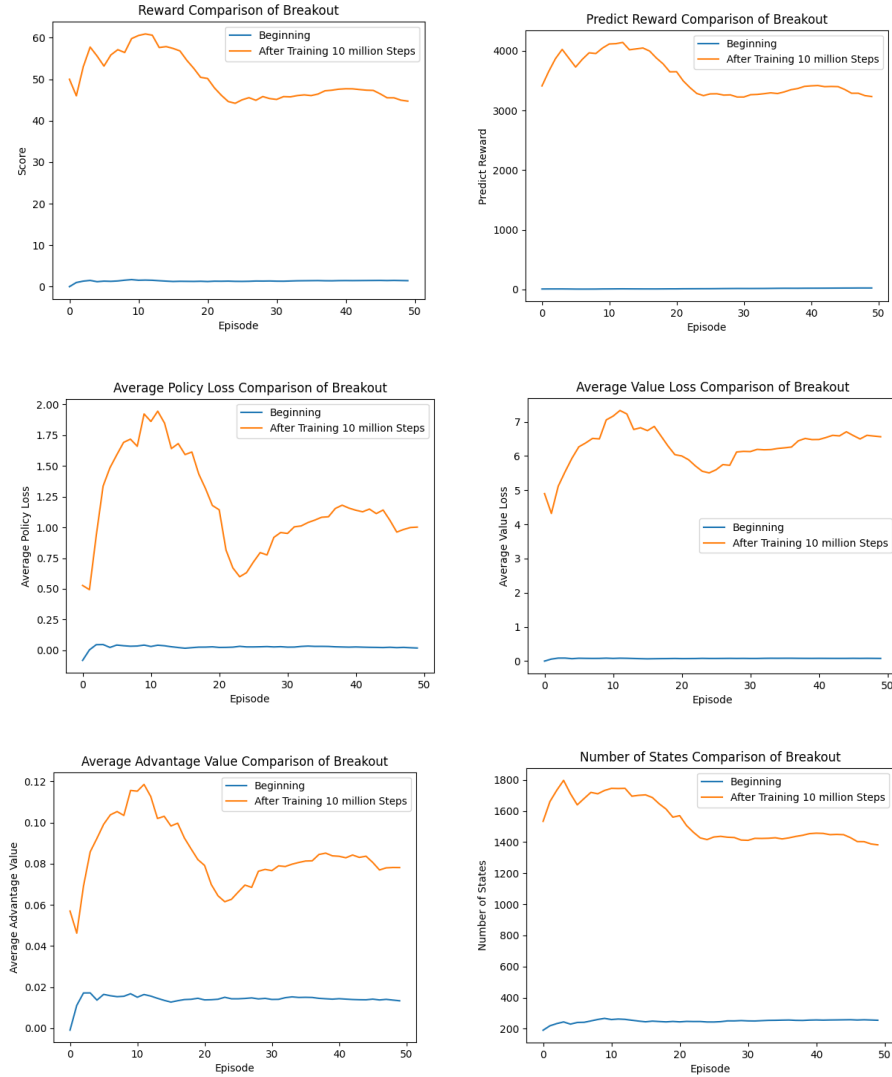 Reward Comparison of Breakout
Beginning
After Training 10 million Steps
60
50
40
30
20
10
0
Score
0 10 20 30 40 50
Episode
Predict Reward Comparison of Breakout
Beginning
After Training 10 million Steps
4000
3000
2000
1000
0
Predict Reward
0 10 20 30 40 50
Episode
Average Policy Loss Comparison of Breakout
Beginning
After Training 10 million Steps
2.00
1.75
1.50
1.25
1.00
0.75
0.50
0.25
0.00
Average Policy Loss
0 10 20 30 40 50
Episode
Average Value Loss Comparison of Breakout
Beginning
After Training 10 million Steps
7
6
5
4
3
2
1
0
Average Value Loss
0 10 20 30 40 50
Episode
Average Advantage Value Comparison of Breakout
Beginning
After Training 10 million Steps
0.12
0.10
0.08
0.06
0.04
0.02
0.00
Average Advantage Value
0 10 20 30 40 50
Episode
Number of States Comparison of Breakout
Beginning
After Training 10 million Steps
1800
1600
1400
1200
1000
800
600
400
200
Number of States
0 10 20 30 40 50
Episode